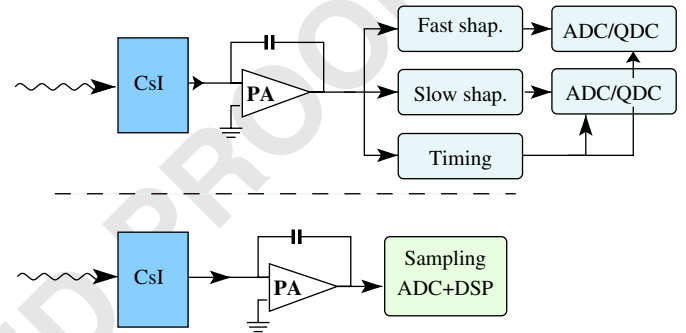 Fast shap.
ADC/QDC
CsI
PA
Slow shap.
ADC/QDC
Timing
CsI
PA
Sampling
ADC+DSP